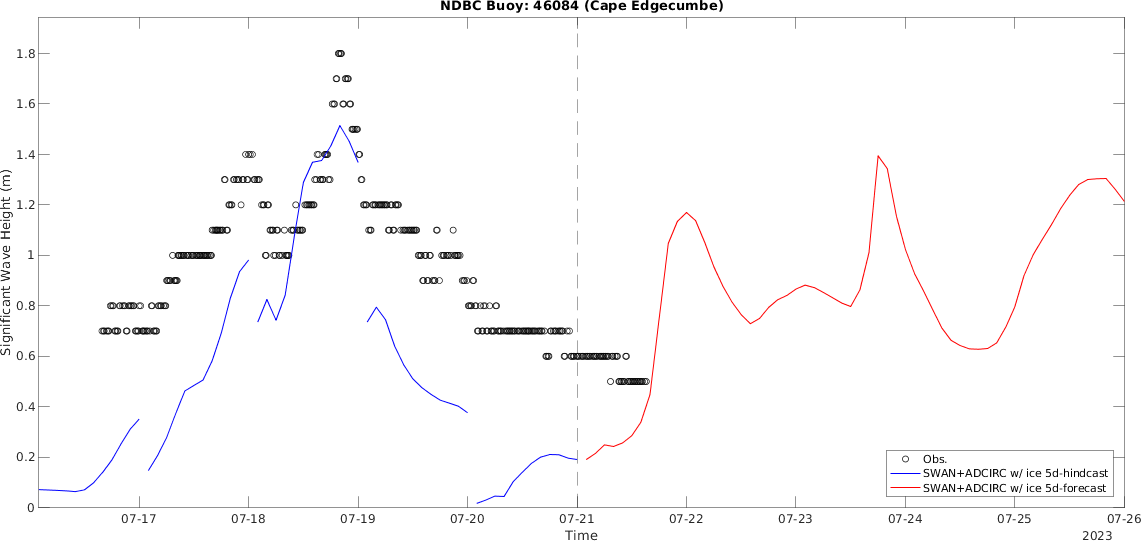 NDBC Buoy: 46084 (Cape Edgecumbe)
Significant Wave Height (m)
1.8
1.6
1.4
1.2
1
0.8
0.6
0.4
0.2
0
Obs.
SWAN+ADCIRC w/ ice 5d-hindcast
SWAN+ADCIRC w/ ice 5d-forecast
07-17 07-18 07-19 07-20 07-21 07-22 07-23 07-24 07-25 07-26
Time
2023